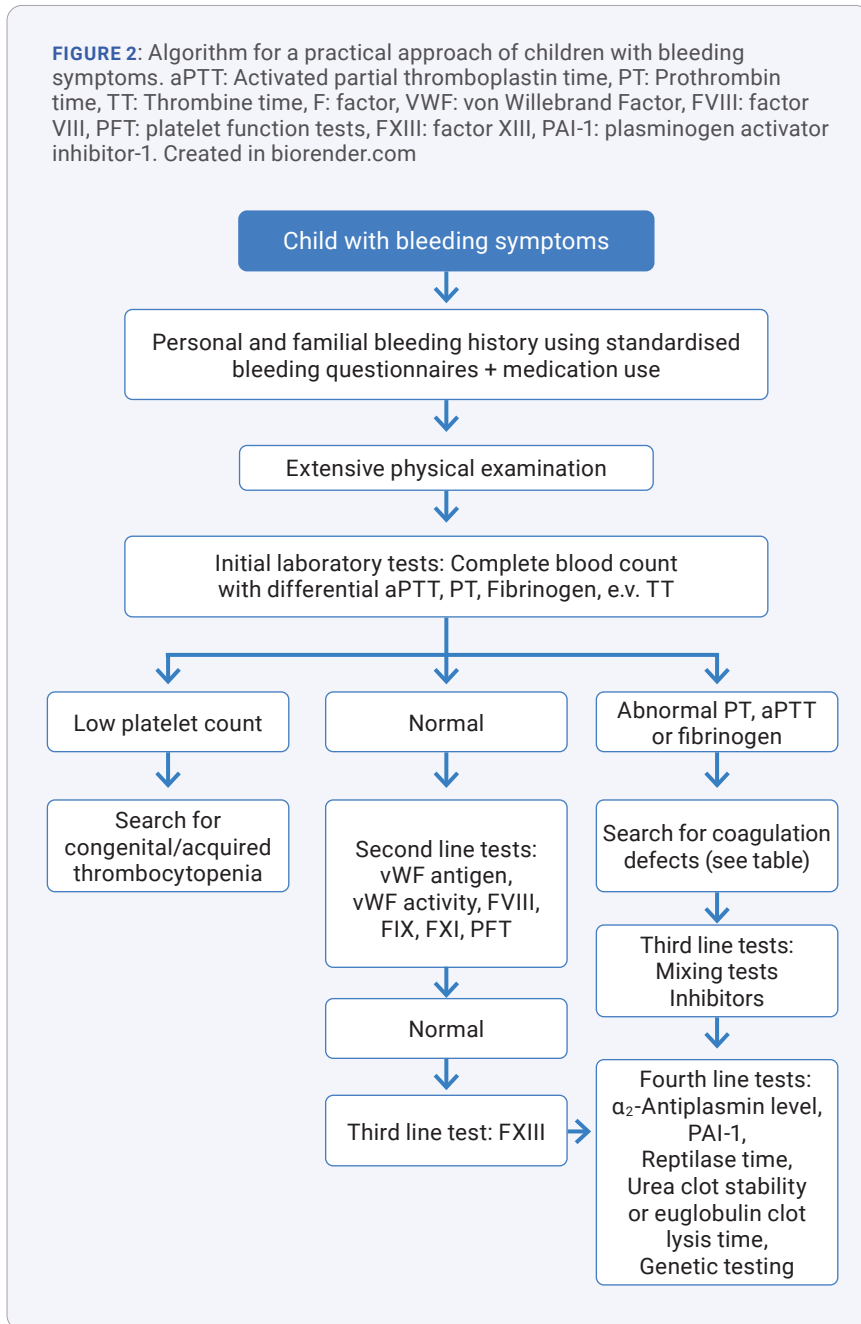 FIGURE 2: Algorithm for a practical approach of children with bleeding
symptoms. aPTT: Activated partial thromboplastin time, PT: Prothrombin
time, TT: Thrombine time, F: factor, VWF: von Willebrand Factor, FVIII: factor
VIII, PFT: platelet function tests, FXIII: factor XIII, PAI-1: plasminogen activator
inhibitor-1. Created in biorender.com
Child with bleeding symptoms
Personal and familial bleeding history using standardised
bleeding questionnaires + medication use
Extensive physical examination
Initial laboratory tests: Complete blood count
with differential aPTT, PT, Fibrinogen, e.v. TT
Low platelet count
Search for
congenital/acquired
thrombocytopenia
Normal
Second line tests:
vWF antigen,
vWF activity, FVIII,
FIX, FXI, PFT
Normal
Third line test: FXIII
Abnormal PT, aPTT
or fibrinogen
Search for coagulation
defects (see table)
Third line tests:
Mixing tests
Inhibitors
Fourth line tests:
α₂-Antiplasmin level,
PAI-1,
Reptilase time,
Urea clot stability
or euglobulin clot
lysis time,
Genetic testing